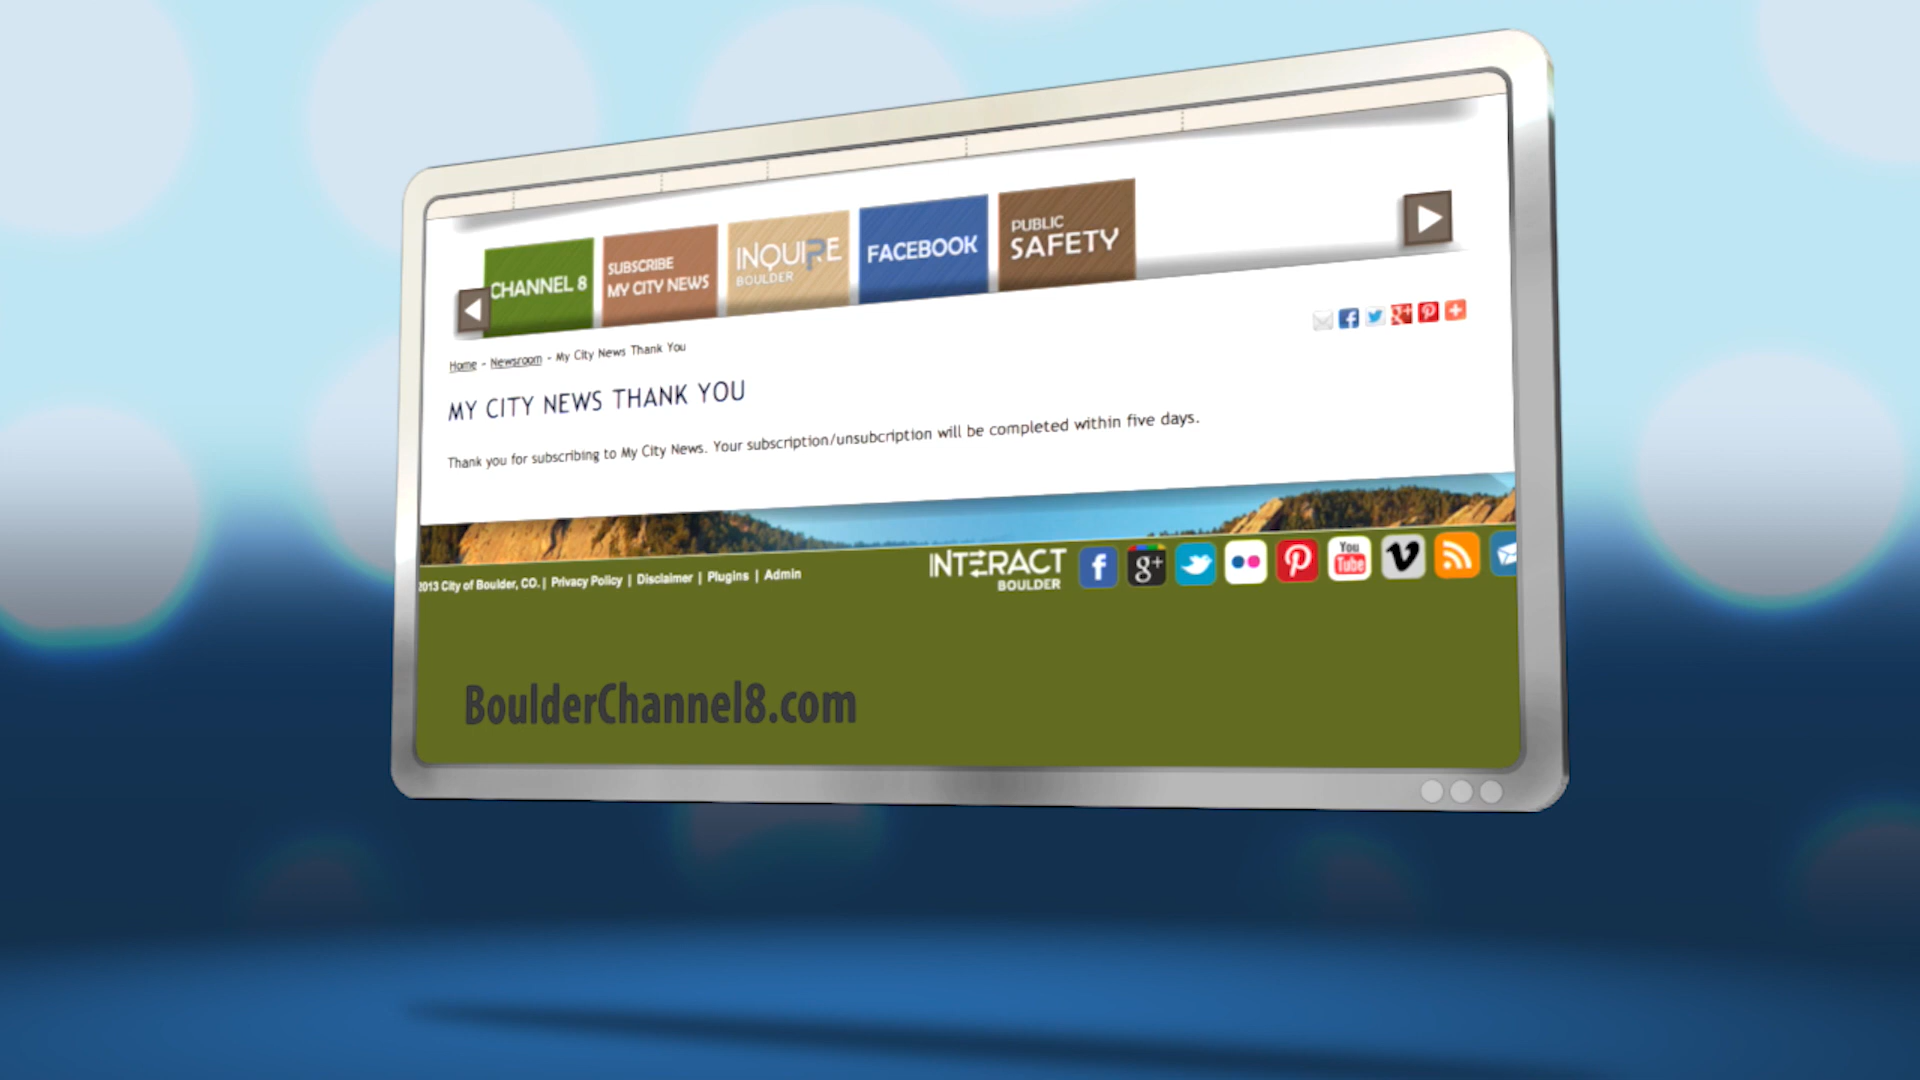 CHANNEL 8
SUBSCRIBE
MY CITY NEWS
INQUIRE
BOULDER
FACEBOOK
PUBLIC
SAFETY
Home - Newsroom - My City News Thank You
MY CITY NEWS THANK YOU
Thank you for subscribing to My City News. Your subscription/unsubcription will be completed within five days.
2013 City of Boulder, CO. | Privacy Policy | Disclaimer | Plugins | Admin
INTERACT
BOULDER
f
g+
You
Tube
BoulderChannel8.com